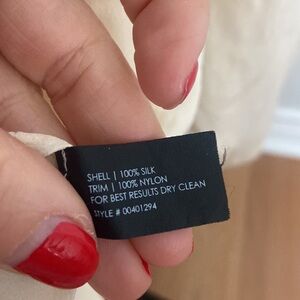 SHELL | 100% SILK
TRIM | 100% NYLON
FOR BEST RESULTS DRY CLEAN
STYLE # 00401294